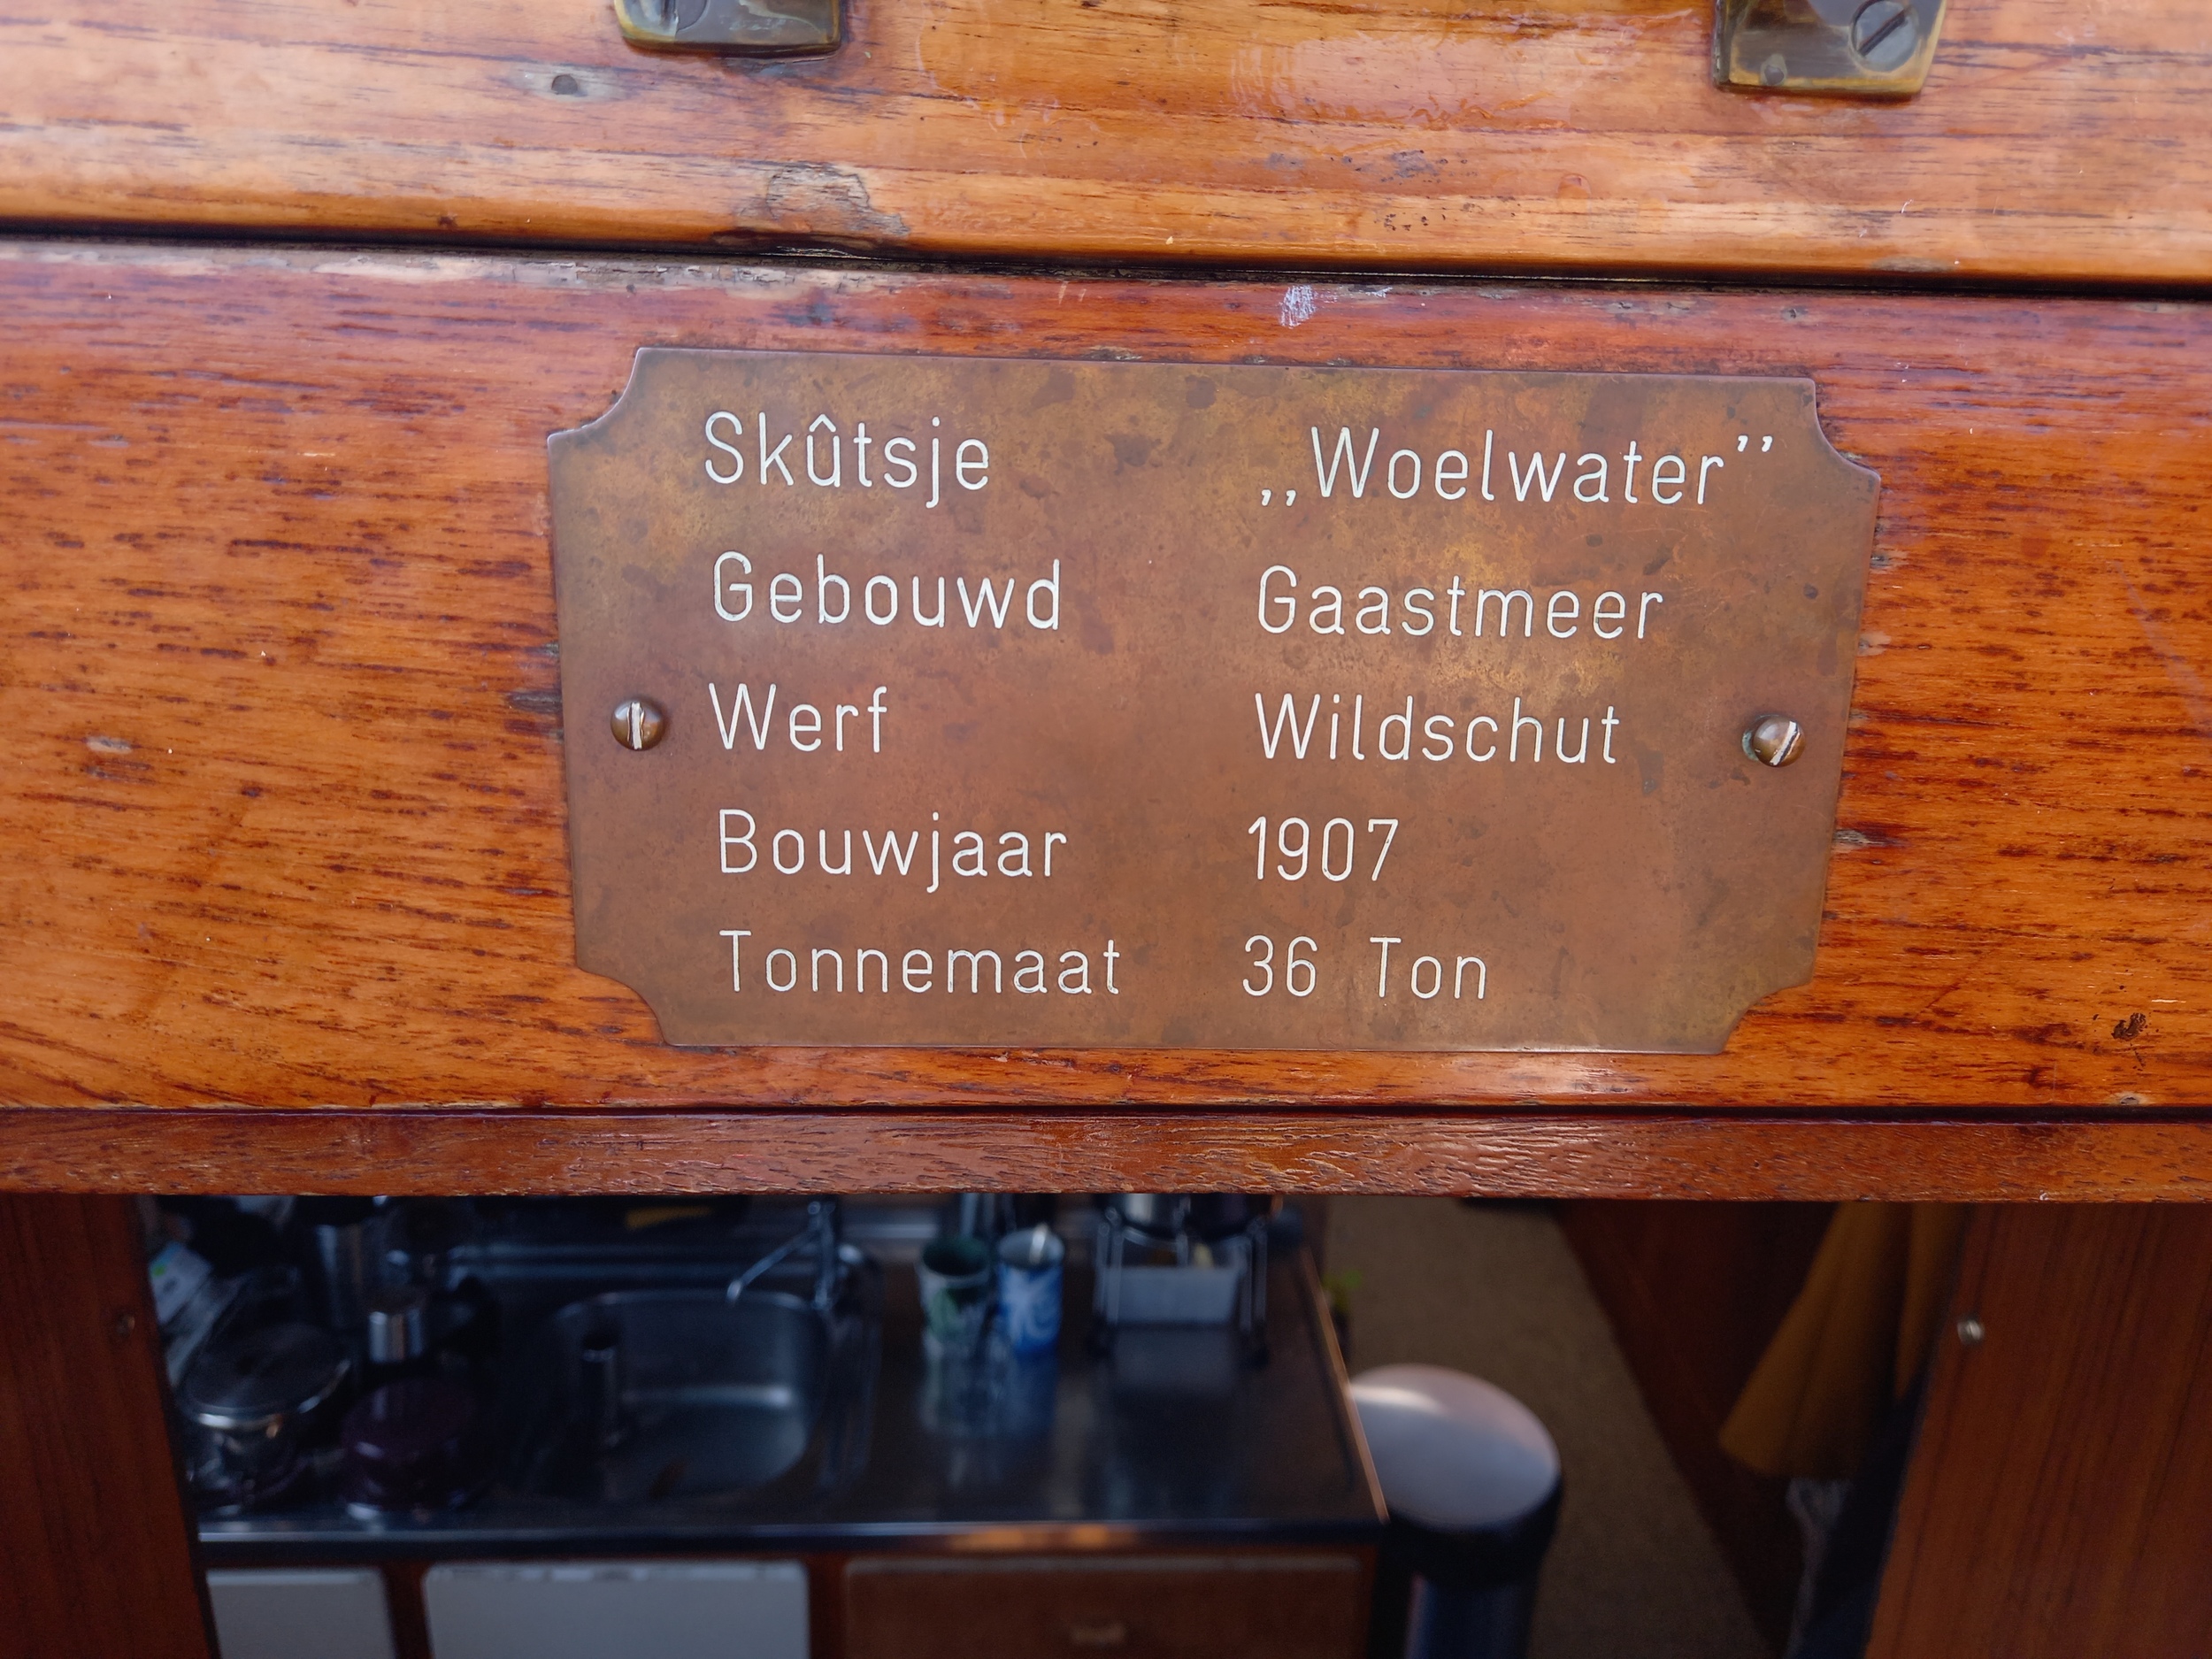 Skûtsje ,,Woelwater’’
Gebouwd Gaastmeer
Werf Wildschut
Bouwjaar 1907
Tonnemaat 36 Ton